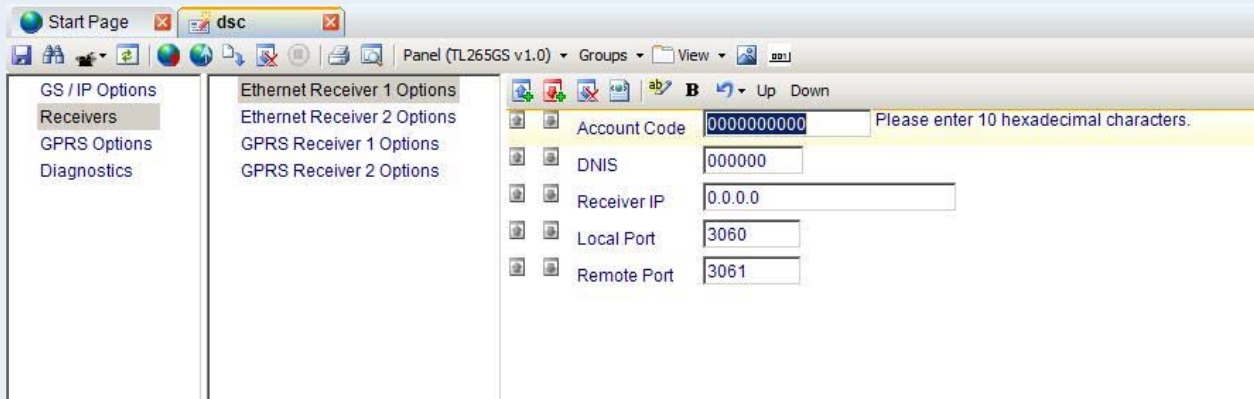 Start Page
dsc
Panel (TL265GS v1.0) Groups View
GS / IP Options
Receivers
GPRS Options
Diagnostics
Ethernet Receiver 1 Options
Ethernet Receiver 2 Options
GPRS Receiver 1 Options
GPRS Receiver 2 Options
B Up Down
Account Code 0000000000 Please enter 10 hexadecimal characters.
DNIS 000000
Receiver IP 0.0.0.0
Local Port 3060
Remote Port 3061